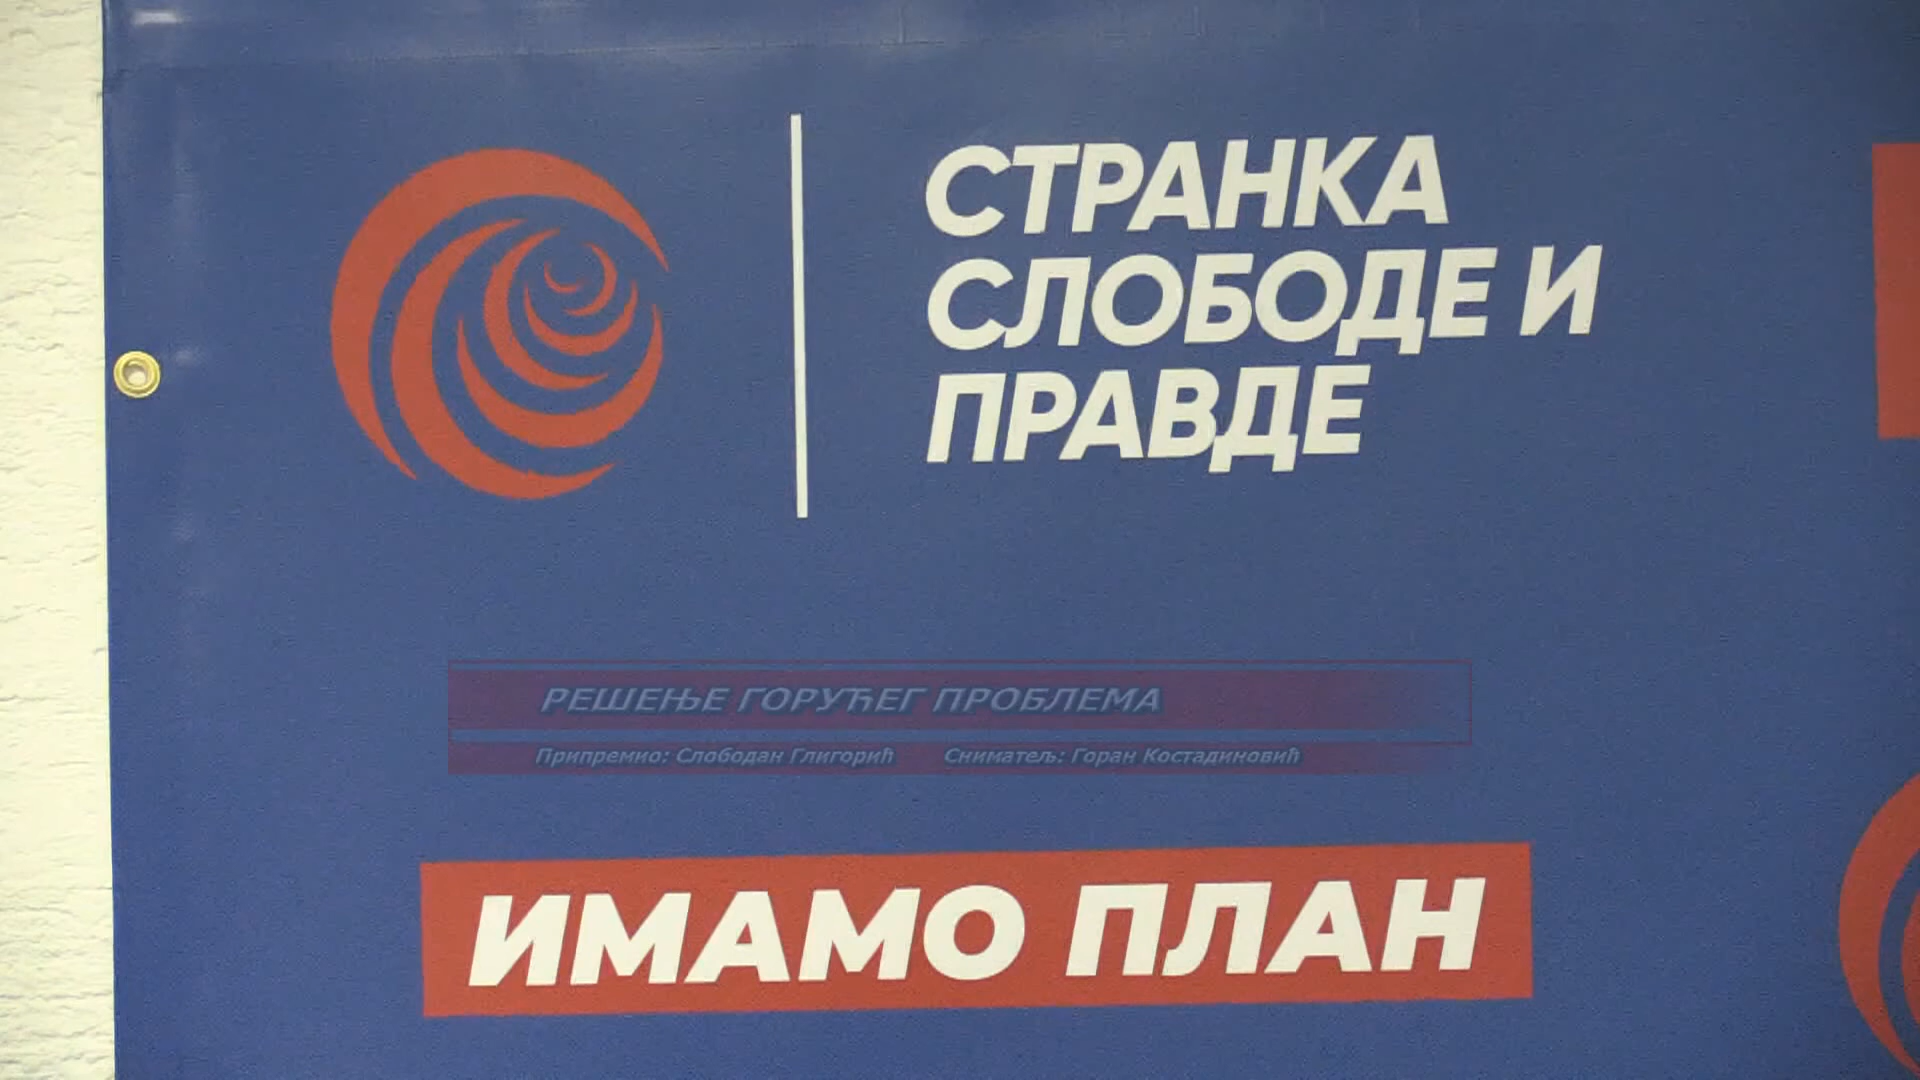 СТРАНКА
СЛОБОДЕ И
ПРАВДЕ
РЕШЕЊЕ ГОРУЋЕГ ПРОБЛЕМА
Припремио: Слободан Глигорић Сниматељ: Горан Костадиновић
ИМАМО ПЛАН